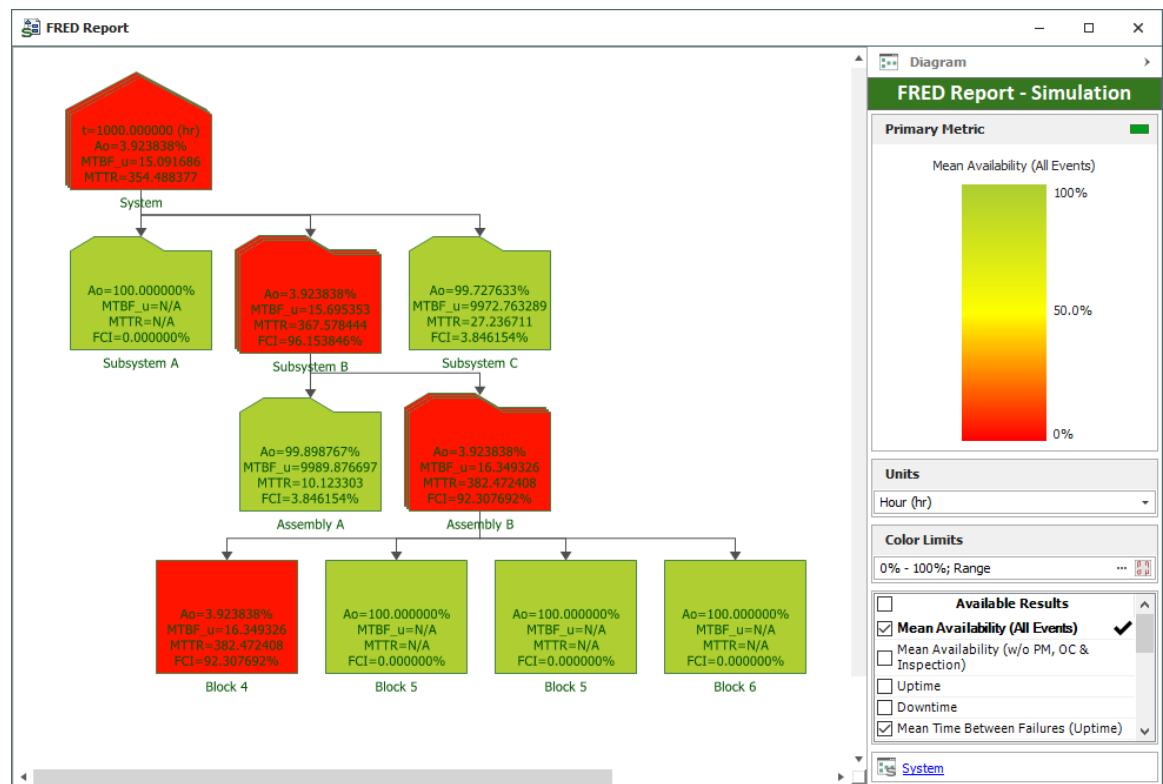 FRED Report
t=1000.000000 (hr)
Ao=3.923838%
MTBF_u=15.091686
MTTR=354.488377
System
Ao=100.000000%
MTBF_u=N/A
MTTR=N/A
FCI=0.000000%
Subsystem A
Ao=3.923838%
MTBF_u=15.695353
MTTR=367.578444
FCI=96.153846%
Subsystem B
Ao=99.727633%
MTBF_u=9972.763289
MTTR=27.236711
FCI=3.846154%
Subsystem C
Ao=99.898767%
MTBF_u=9989.876697
MTTR=10.123303
FCI=3.846154%
Assembly A
Ao=3.923838%
MTBF_u=16.349326
MTTR=382.472408
FCI=92.307692%
Assembly B
Ao=3.923838%
MTBF_u=16.349326
MTTR=382.472408
FCI=92.307692%
Block 4
Ao=100.000000%
MTBF_u=N/A
MTTR=N/A
FCI=0.000000%
Block 5
Ao=100.000000%
MTBF_u=N/A
MTTR=N/A
FCI=0.000000%
Block 5
Ao=100.000000%
MTBF_u=N/A
MTTR=N/A
FCI=0.000000%
Block 6
Diagram
FRED Report - Simulation
Primary Metric
Mean Availability (All Events)
100%
50.0%
0%
Units
Hour (hr)
Color Limits
0% - 100%; Range
Available Results
Mean Availability (All Events)
Mean Availability (w/o PM, OC &
Inspection)
Uptime
Downtime
Mean Time Between Failures (Uptime)
System